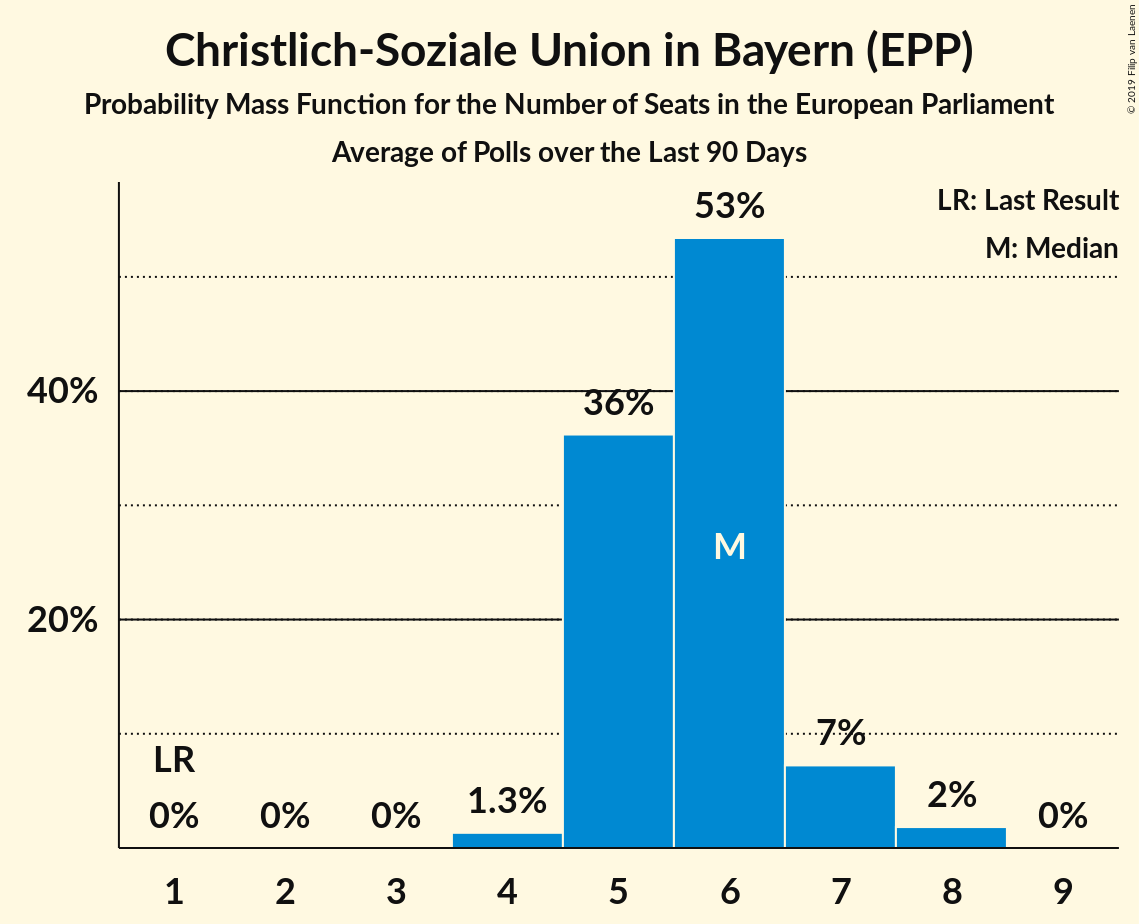 Christlich-Soziale Union in Bayern (EPP)
Probability Mass Function for the Number of Seats in the European Parliament
Average of Polls over the Last 90 Days
© 2019 Filip van Laenen
LR: Last Result
M: Median
53%
40%
36%
M
20%
7%
LR
0%
0%
0%
1.3%
2%
0%
1 2 3 4 5 6 7 8 9